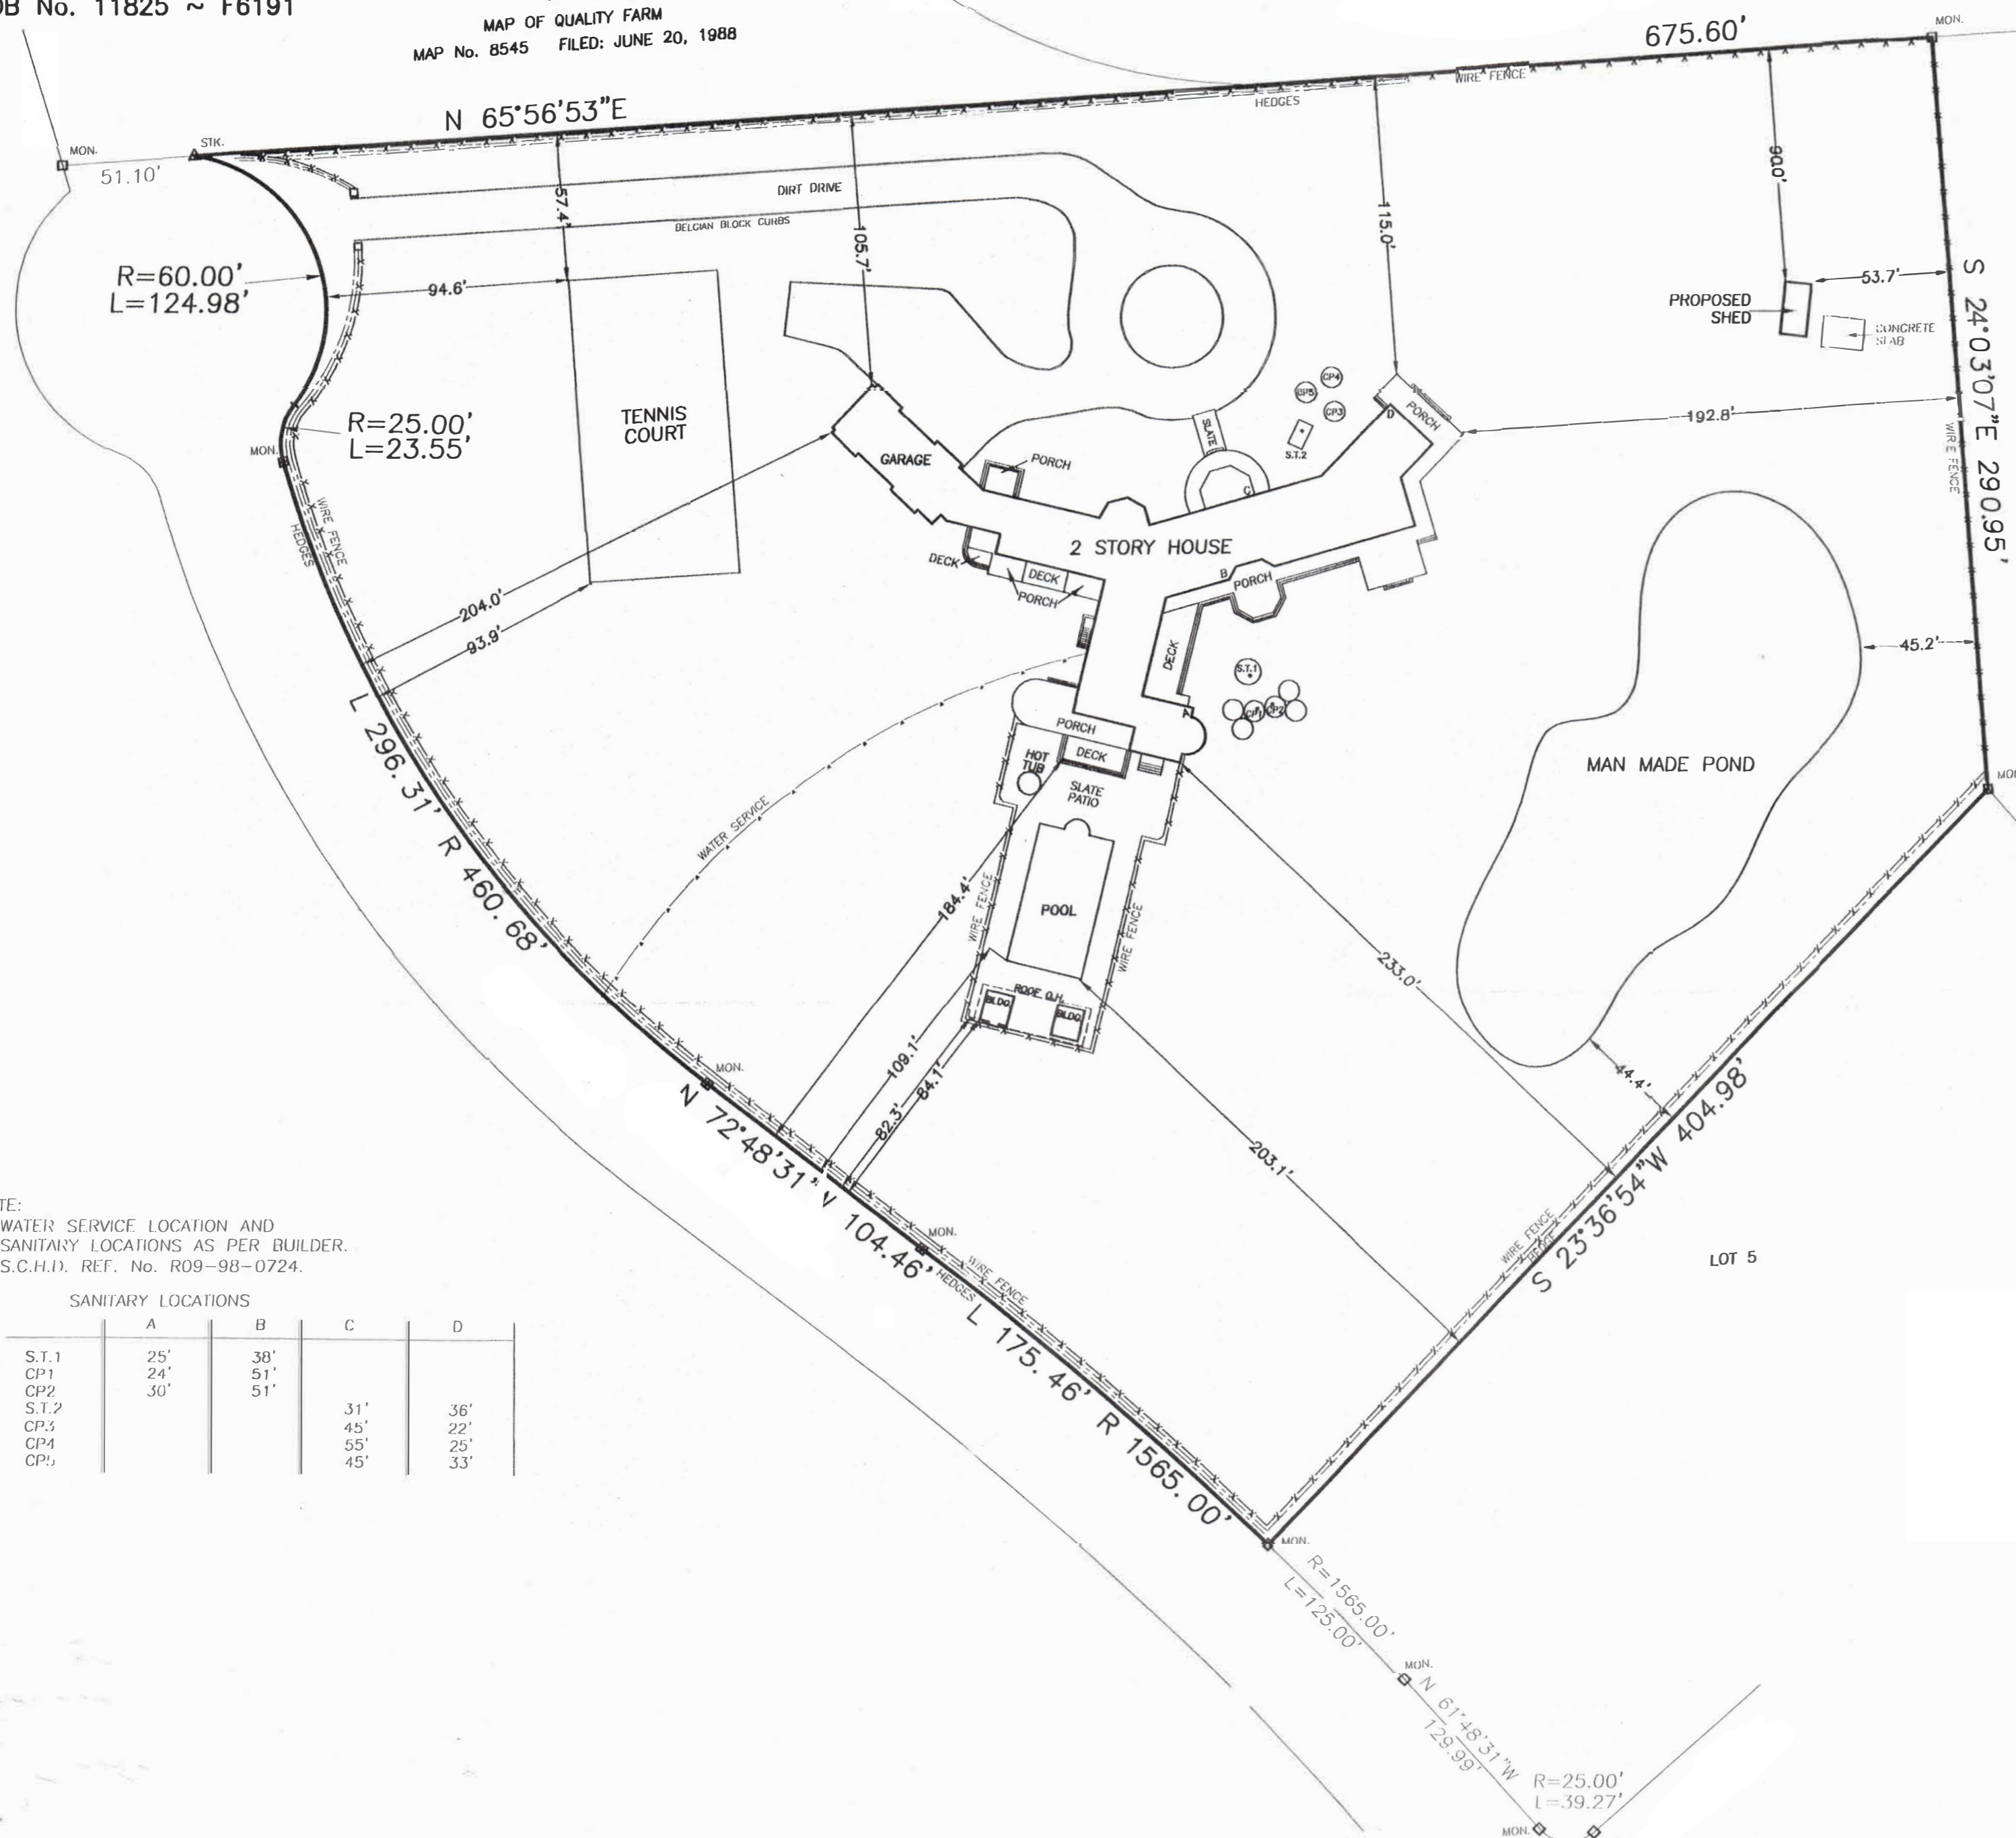 OB No. 11825 ~ F6191
MAP OF QUALITY FARM
MAP No. 8545 FILED: JUNE 20, 1988
675.60'
MON.
N 65°56'53"E
WIRE FENCE
HEDGES
STK.
MON.
51.10'
DIRT DRIVE
BELGIAN BLOCK CURBS
57.4'
105.7'
115.0'
90.0'
R=60.00'
L=124.98'
94.6'
53.7'
PROPOSED
SHED
CONCRETE
SLAB
S 24°03'07"E 290.95'
R=25.00'
L=23.55'
MON.
TENNIS
COURT
GARAGE
PORCH
SLATE
CP4
CP5
CP3
S.T.2
D
PORCH
C
192.8'
WIRE FENCE
WIRE FENCE
HEDGES
2 STORY HOUSE
DECK
DECK
PORCH
B
PORCH
204.0'
93.9'
DECK
S.T.1
CP1
CP2
A
45.2'
L 296.31' R 460.68'
PORCH
DECK
HOT
TUB
SLATE
PATIO
MAN MADE POND
MON
WATER SERVICE
184.4'
WIRE FENCE
POOL
WIRE FENCE
233.0'
ROOF O.H.
BLDG
BLDG
109.1'
84.1'
82.3'
44.4'
MON.
N 72°48'31" W 104.46'
203.1'
S 23°36'54"W 404.98'
WIRE FENCE
HEDGE
LOT 5
MON.
WIRE FENCE
HEDGES
L 175.46' R 1565.00'
MON.
TE:
WATER SERVICE LOCATION AND
SANITARY LOCATIONS AS PER BUILDER.
S.C.H.D. REF. No. R09-98-0724.
SANITARY LOCATIONS
A B C D
S.T.1 25' 38'
CP1 24' 51'
CP2 30' 51'
S.T.2 31' 36'
CP3 45' 22'
CP4 55' 25'
CP5 45' 33'
R=1565.00'
L=125.00'
MON.
N 61°48'31"W
129.99'
R=25.00'
L=39.27'
MON.